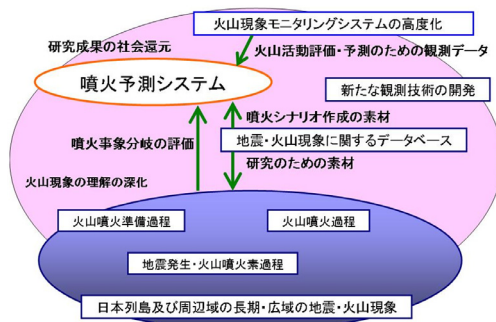 火山現象モニタリングシステムの高度化
研究成果の社会還元
火山活動評価・予測のための観測データ
噴火予測システム
新たな観測技術の開発
噴火シナリオ作成の素材
噴火事象分岐の評価
地震・火山現象に関するデータベース
研究のための素材
火山現象の理解の深化
火山噴火準備過程
火山噴火過程
地震発生・火山噴火素過程
日本列島及び周辺域の長期・広域の地震・火山現象